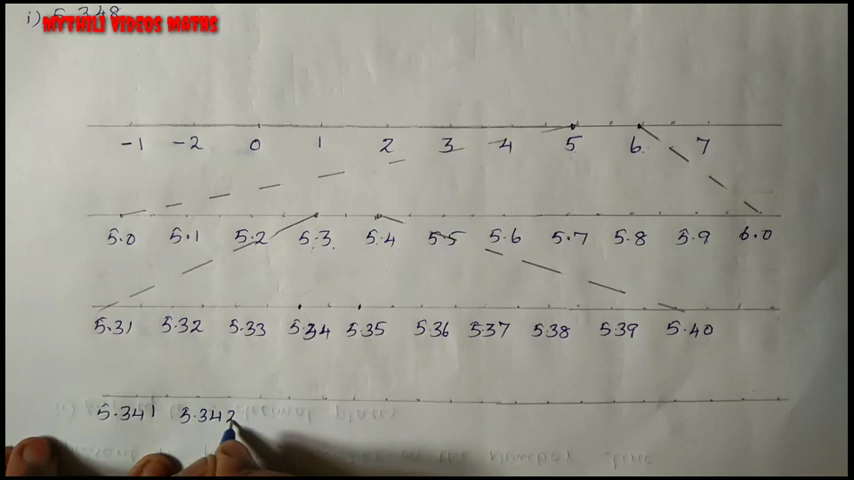 i) 5.348
MYTHILI VIDEOS MATHS
-1 -2 0 1 2 3 4 5 6 7
5.0 5.1 5.2 5.3 5.4 5.5 5.6 5.7 5.8 5.9 6.0
5.31 5.32 5.33 5.34 5.35 5.36 5.37 5.38 5.39 5.40
5.341 5.342